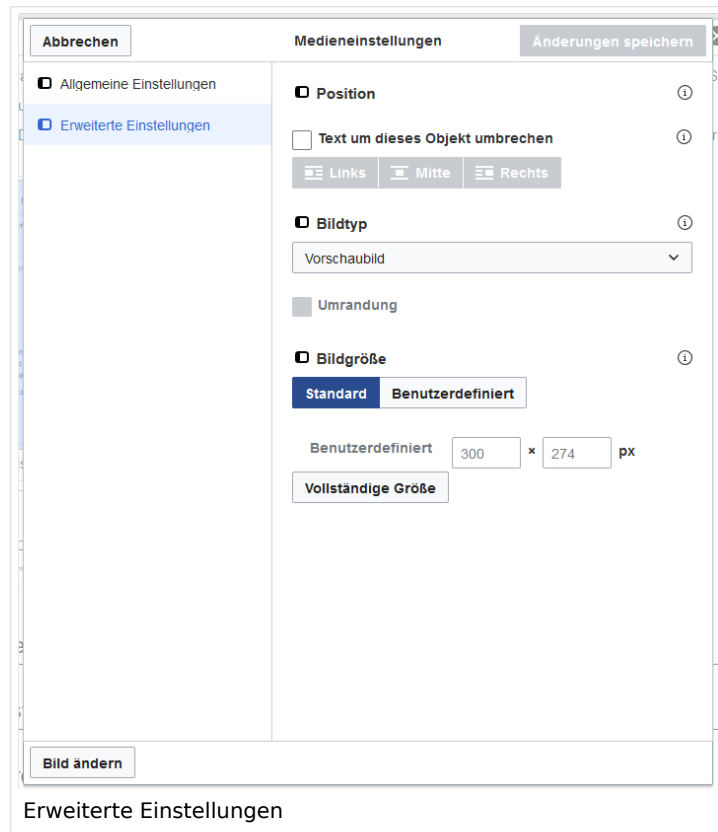 Abbrechen Medieneinstellungen Änderungen speichern
Allgemeine Einstellungen
Erweiterte Einstellungen
Position
Text um dieses Objekt umbrechen
Links Mitte Rechts
Bildtyp
Vorschaubild
Umrandung
Bildgröße
Standard Benutzerdefiniert
Benutzerdefiniert 300 × 274 px
Vollständige Größe
Bild ändern
Erweiterte Einstellungen